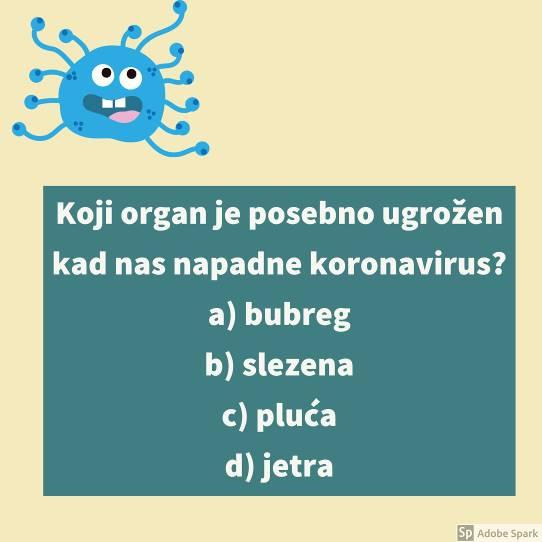 Koji organ je posebno ugrožen
kad nas napadne koronavirus?
a) bubreg
b) slezena
c) pluća
d) jetra
Sp Adobe Spark